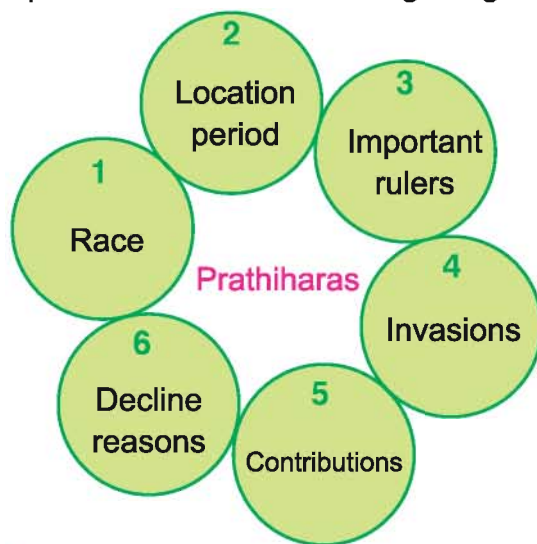 2
Location
period
3
Important
rulers
1
Race
Prathiharas
4
Invasions
6
Decline
reasons
5
Contributions